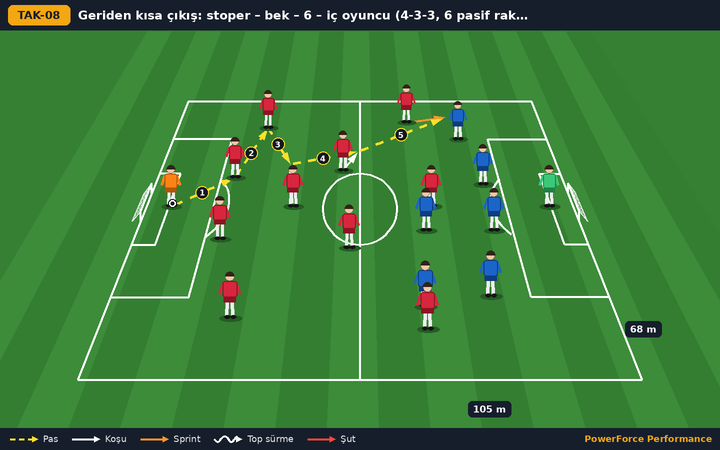 TAK-08 Geriden kısa çıkış: stoper – bek – 6 – iç oyuncu (4-3-3, 6 pasif rak...
1
2
3
4
5
68 m
105 m
Pas Koşu Sprint Top sürme Şut PowerForce Performance